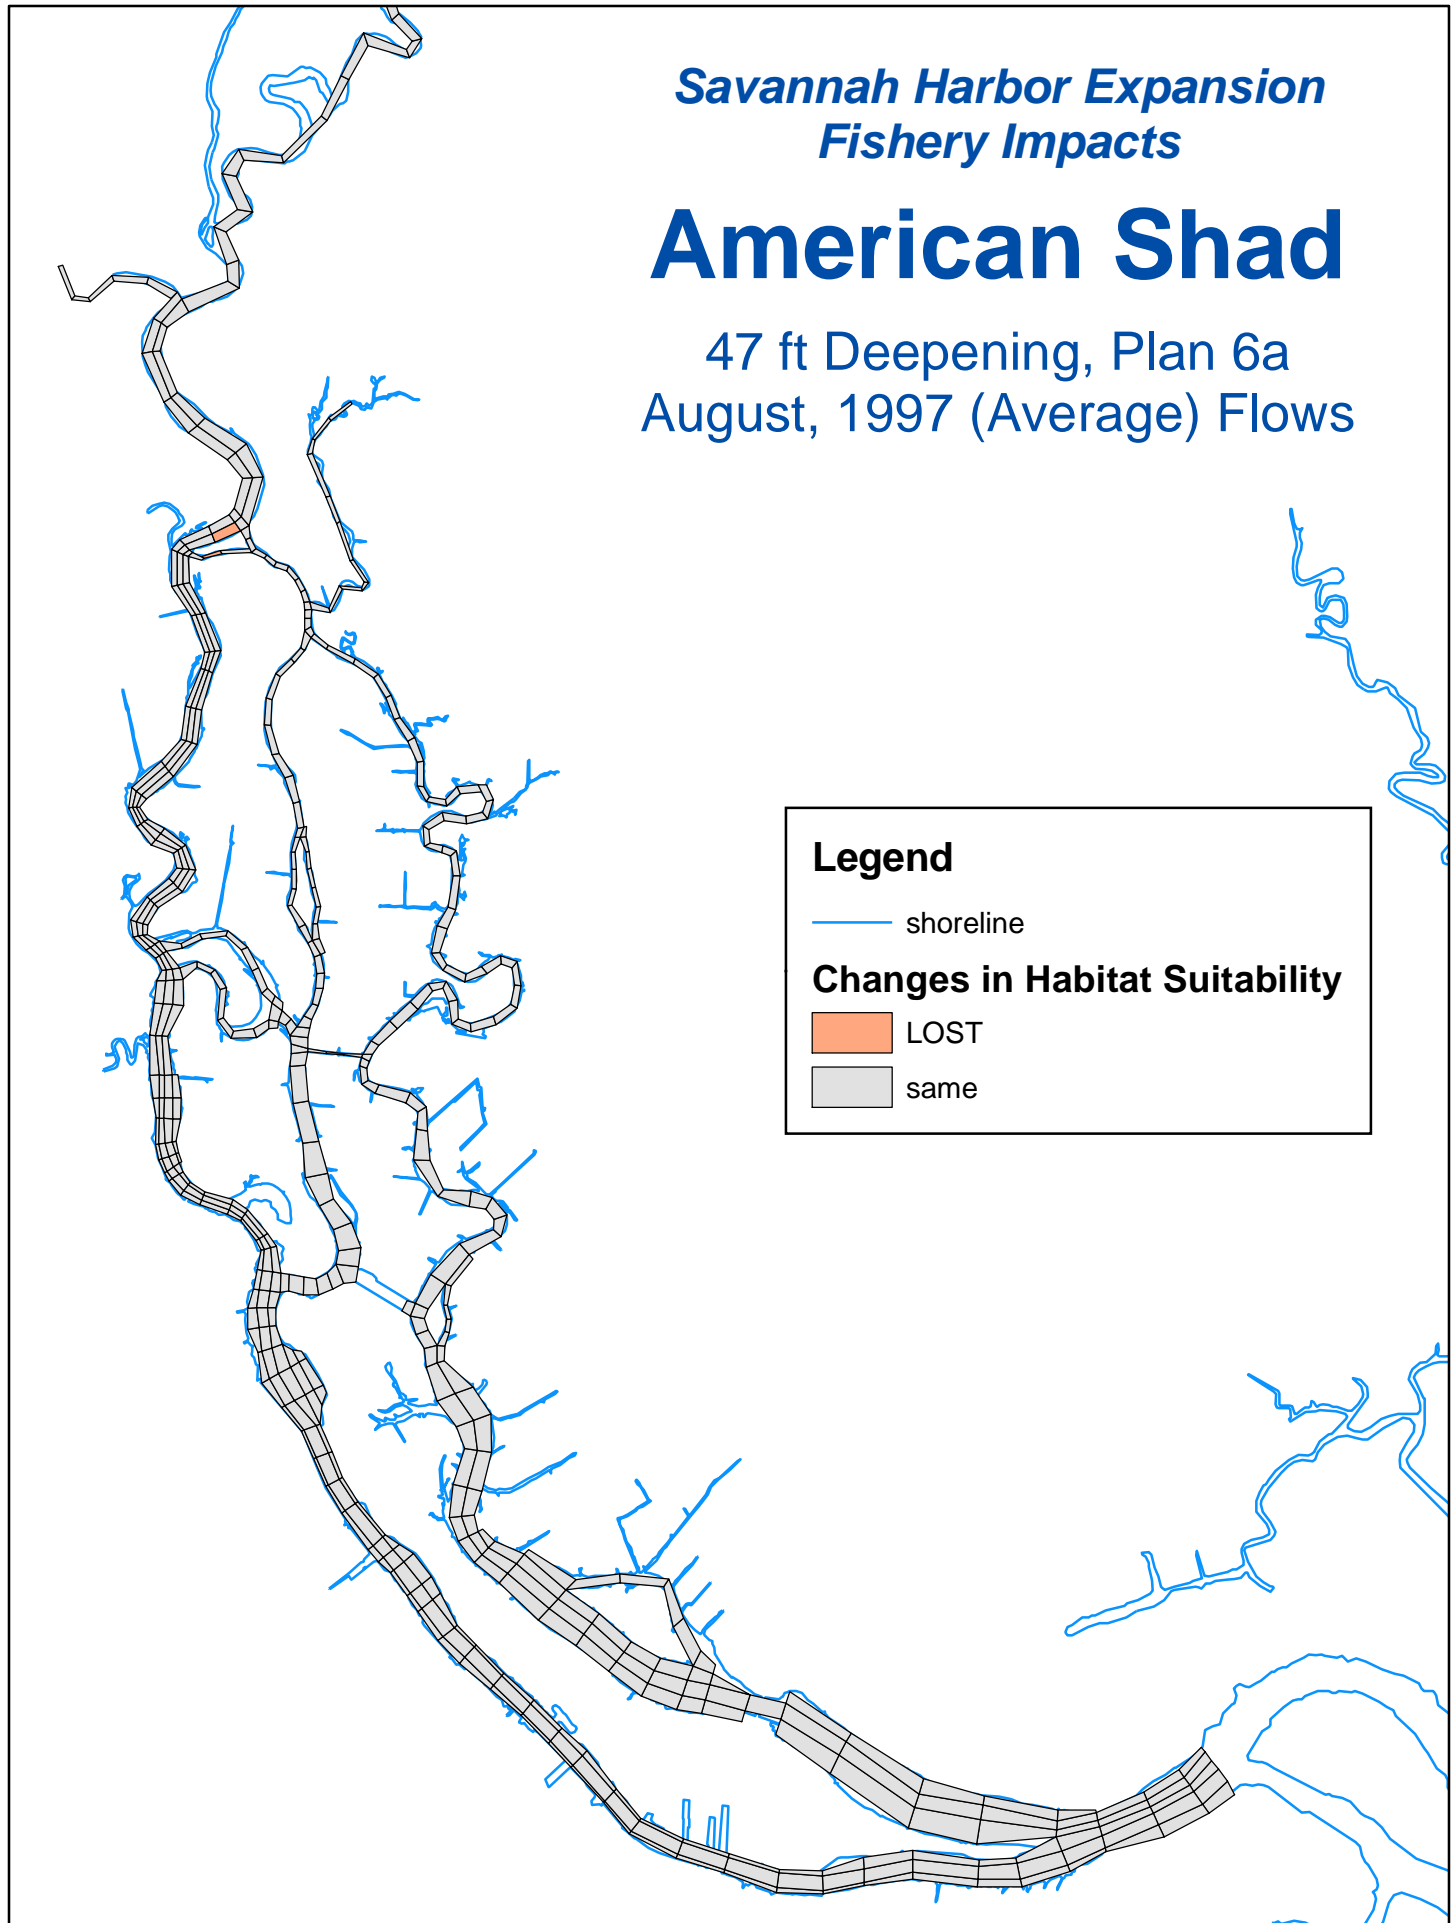 Savannah Harbor Expansion
Fishery Impacts
American Shad
47 ft Deepening, Plan 6a
August, 1997 (Average) Flows
Legend
shoreline
Changes in Habitat Suitability
LOST
same